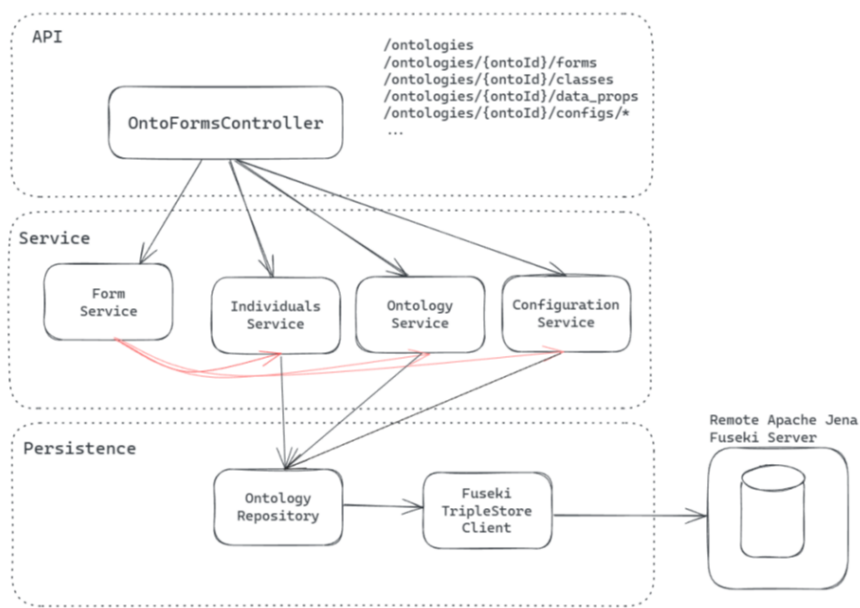 API
/ontologies
/ontologies/{ontoId}/forms
/ontologies/{ontoId}/classes
/ontologies/{ontoId}/data_props
/ontologies/{ontoId}/configs/*
...
OntoFormsController
Service
Form
Service
Individuals
Service
Ontology
Service
Configuration
Service
Persistence
Ontology
Repository
Fuseki
TripleStore
Client
Remote Apache Jena
Fuseki Server